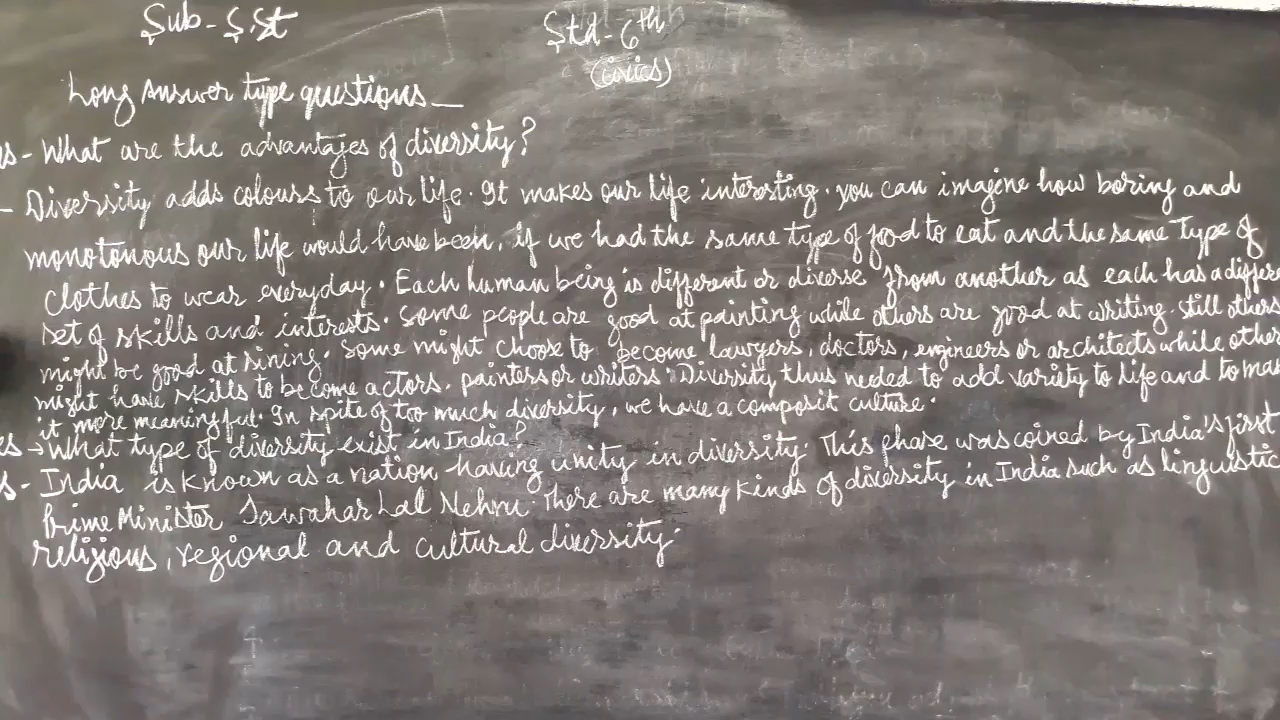 Sub- S.St
Std- 6th
(civics)
Long Answer type questions_
s- What are the advantages of diversity?
- Diversity adds colours to our life. It makes our life interesting. you can imagine how boring and
monotonous our life would have been, if we had the same type of food to eat and the same type of
clothes to wear everyday. Each human being is different or diverse from another as each has a differe
set of skills and interests. Some people are good at painting while others are good at writing. Still others
might be good at sining. Some might choose to become lawyers, doctors, engineers or architects while other
might have skills to become actors, painters or writers. Diversity thus needed to add variety to life and to ma
it more meaningful. In spite of too much diversity, we have a composit culture.
es → What type of diversity exist in India?
s- India is known as a nation having unity in diversity. This phase was coined by India's first
Prime Minister Jawahar Lal Nehru. There are many kinds of diversity in India such as linguistic
religious, regional and cultural diversity.